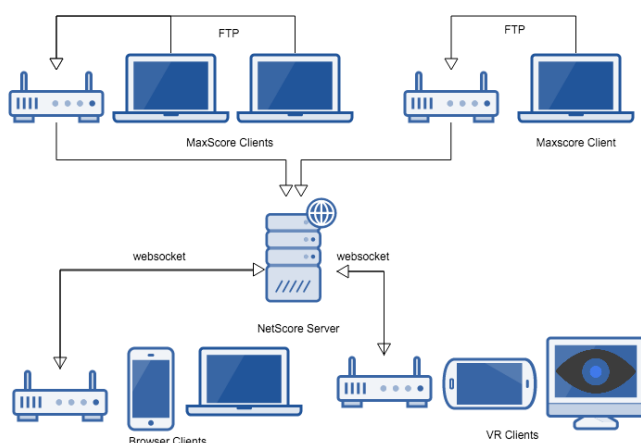 FTP
FTP
MaxScore Clients
Maxscore Client
websocket
websocket
NetScore Server
Browser Clients
VR Clients